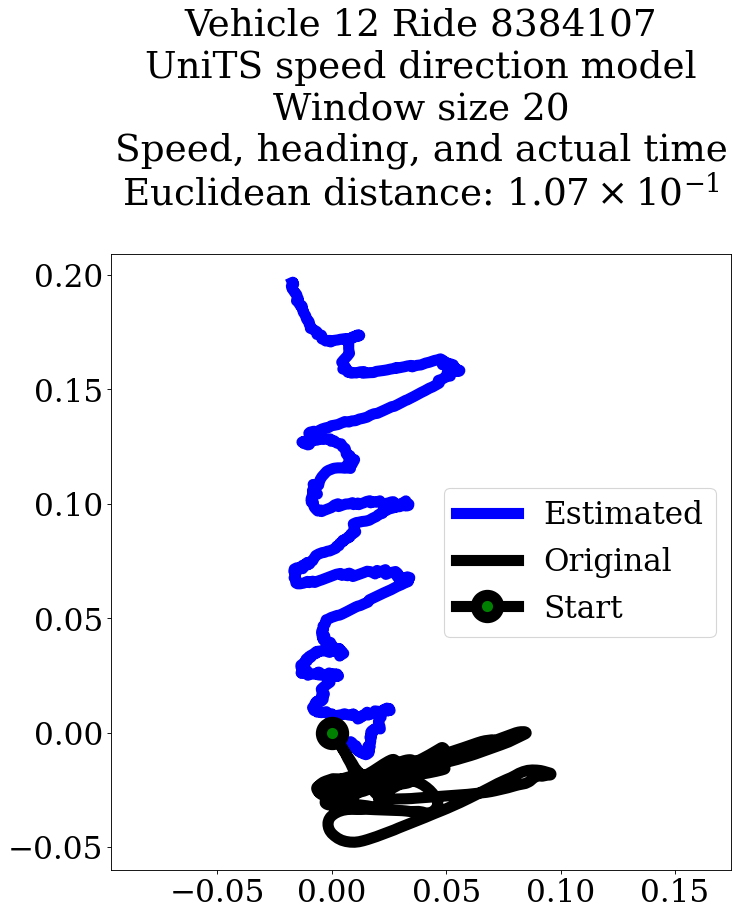 Vehicle 12 Ride 8384107
UniTS speed direction model
Window size 20
Speed, heading, and actual time
Euclidean distance: 1.07 × 10⁻¹
0.20
0.15
0.10
Estimated
Original
0.05
Start
0.00
−0.05
−0.05 0.00 0.05 0.10 0.15